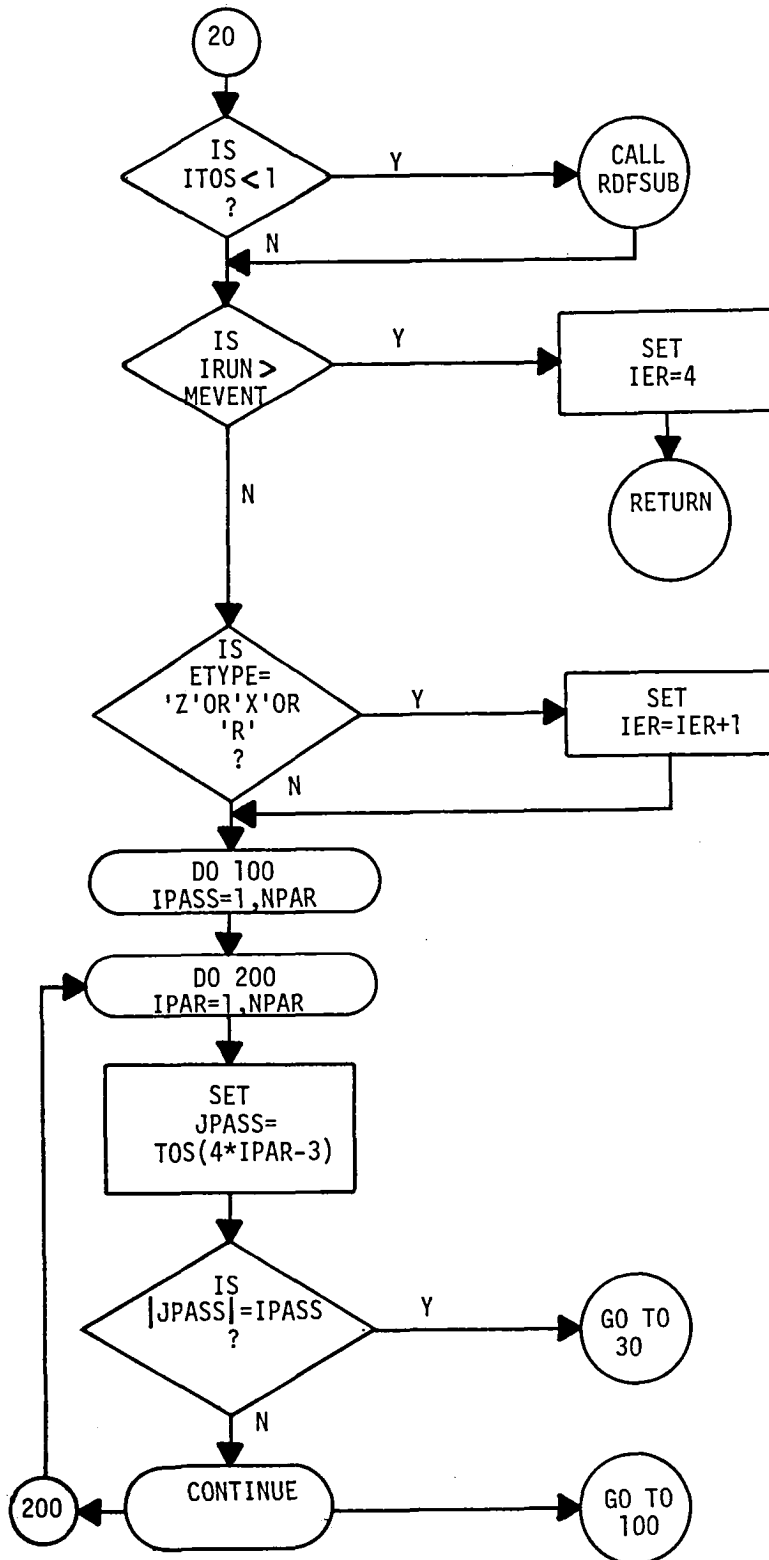 20
IS
ITOS<1
?
Y
CALL
RDFSUB
N
IS
IRUN>
MEVENT
Y
SET
IER=4
RETURN
N
IS
ETYPE=
'Z'OR'X'OR
'R'
?
Y
SET
IER=IER+1
N
DO 100
IPASS=1,NPAR
DO 200
IPAR=1,NPAR
SET
JPASS=
TOS(4*IPAR-3)
IS
|JPASS|=IPASS
?
Y
GO TO
30
N
200
CONTINUE
GO TO
100